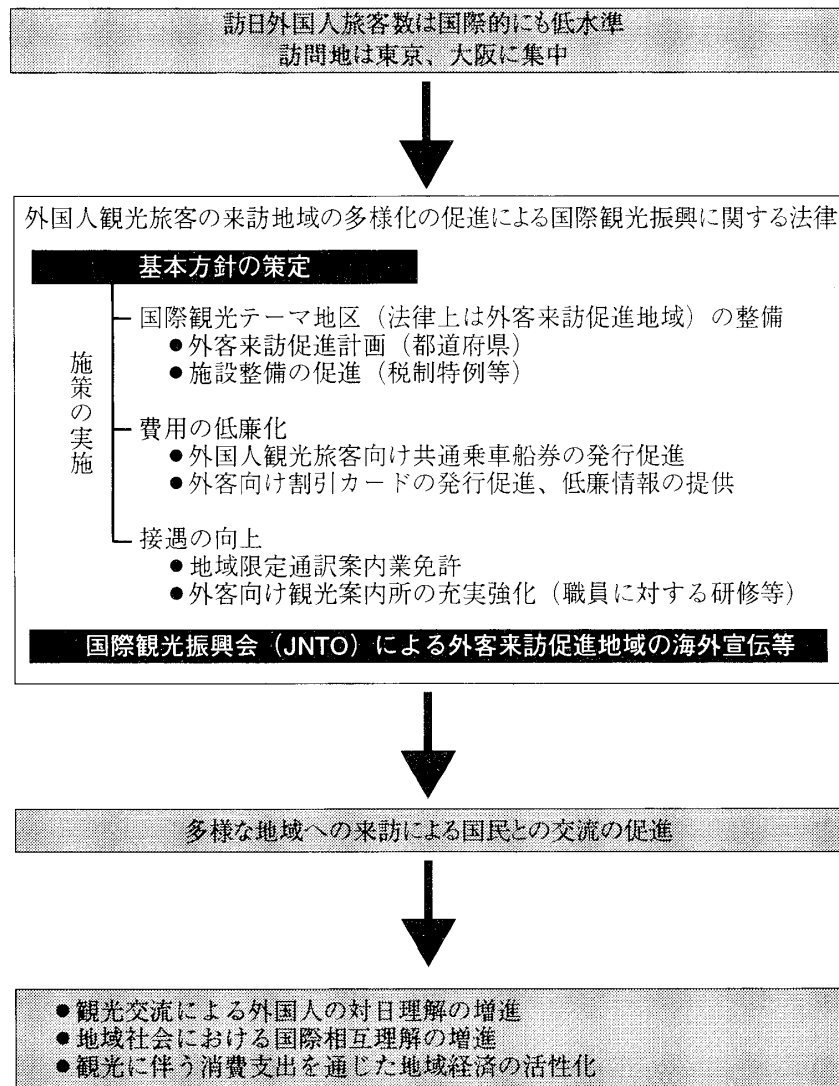 訪日外国人旅客数は国際的にも低水準
訪問地は東京、大阪に集中
外国人観光旅客の来訪地域の多様化の促進による国際観光振興に関する法律
基本方針の策定
施策の実施
国際観光テーマ地区（法律上は外客来訪促進地域）の整備
●外客来訪促進計画（都道府県）
●施設整備の促進（税制特例等）
費用の低廉化
●外国人観光旅客向け共通乗車船券の発行促進
●外客向け割引カードの発行促進、低廉情報の提供
接遇の向上
●地域限定通訳案内業免許
●外客向け観光案内所の充実強化（職員に対する研修等）
国際観光振興会（JNTO）による外客来訪促進地域の海外宣伝等
多様な地域への来訪による国民との交流の促進
●観光交流による外国人の対日理解の増進
●地域社会における国際相互理解の増進
●観光に伴う消費支出を通じた地域経済の活性化